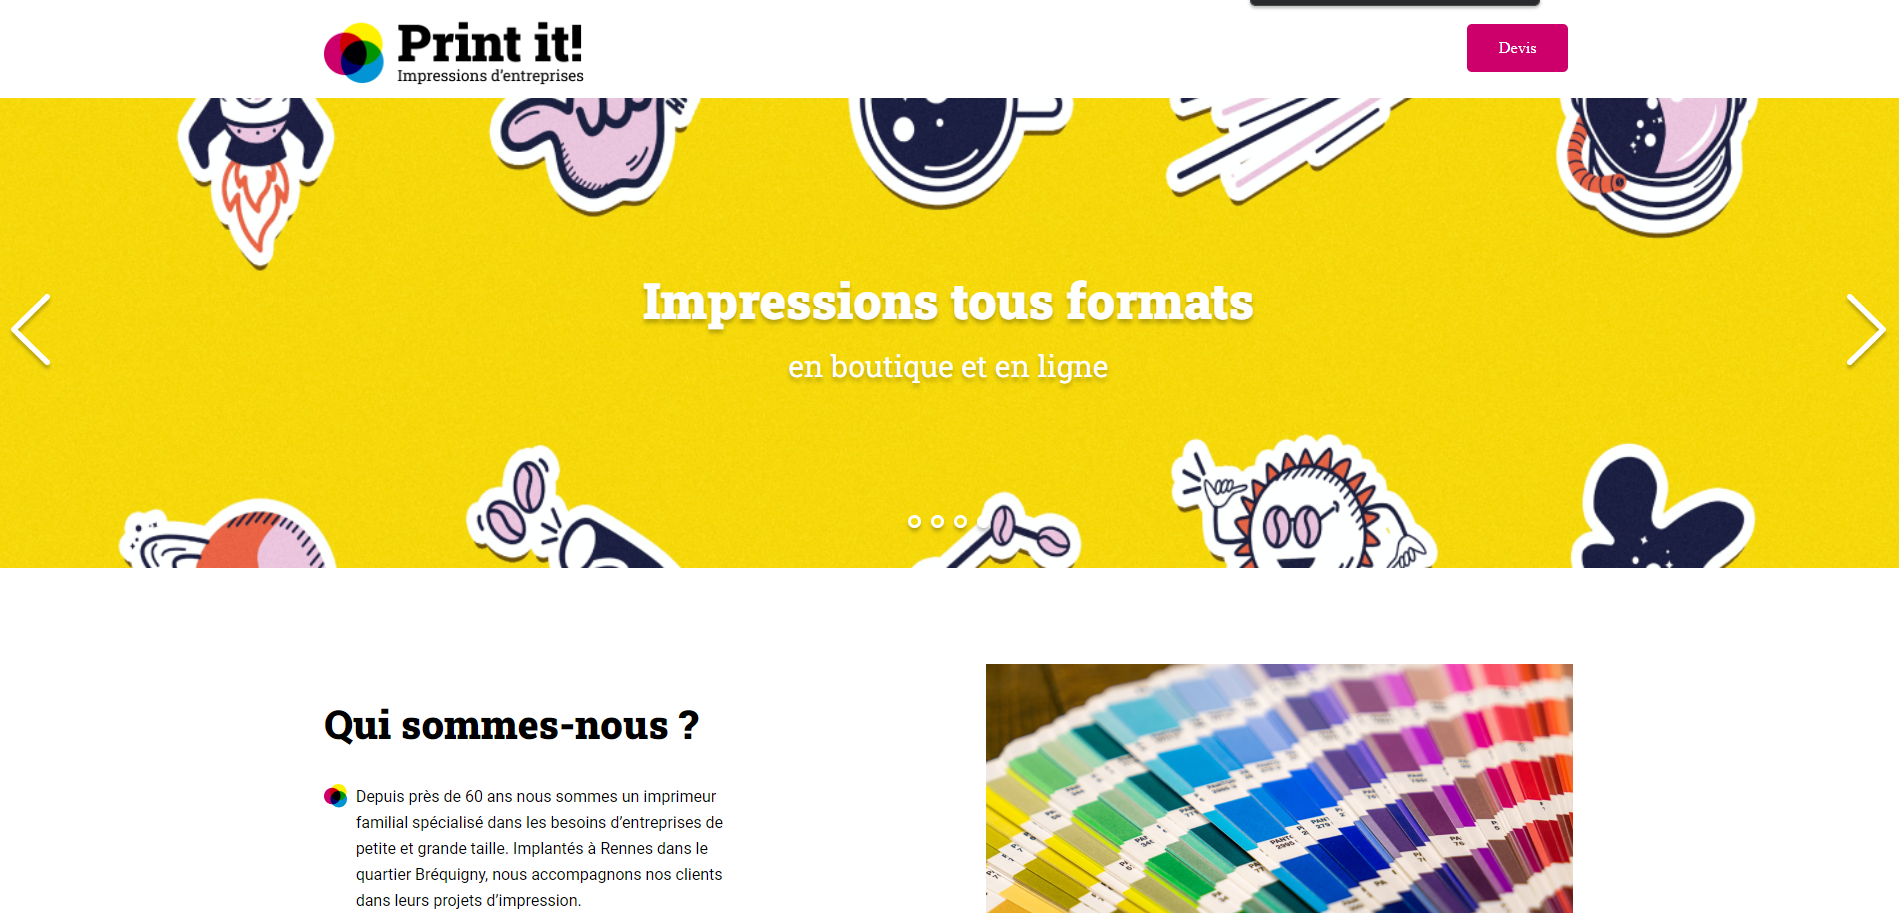 Print it!
Impressions d'entreprises
Devis
Impressions tous formats
en boutique et en ligne
Qui sommes-nous ?
Depuis près de 60 ans nous sommes un imprimeur
familial spécialisé dans les besoins d’entreprises de
petite et grande taille. Implantés à Rennes dans le
quartier Bréquigny, nous accompagnons nos clients
dans leurs projets d’impression.